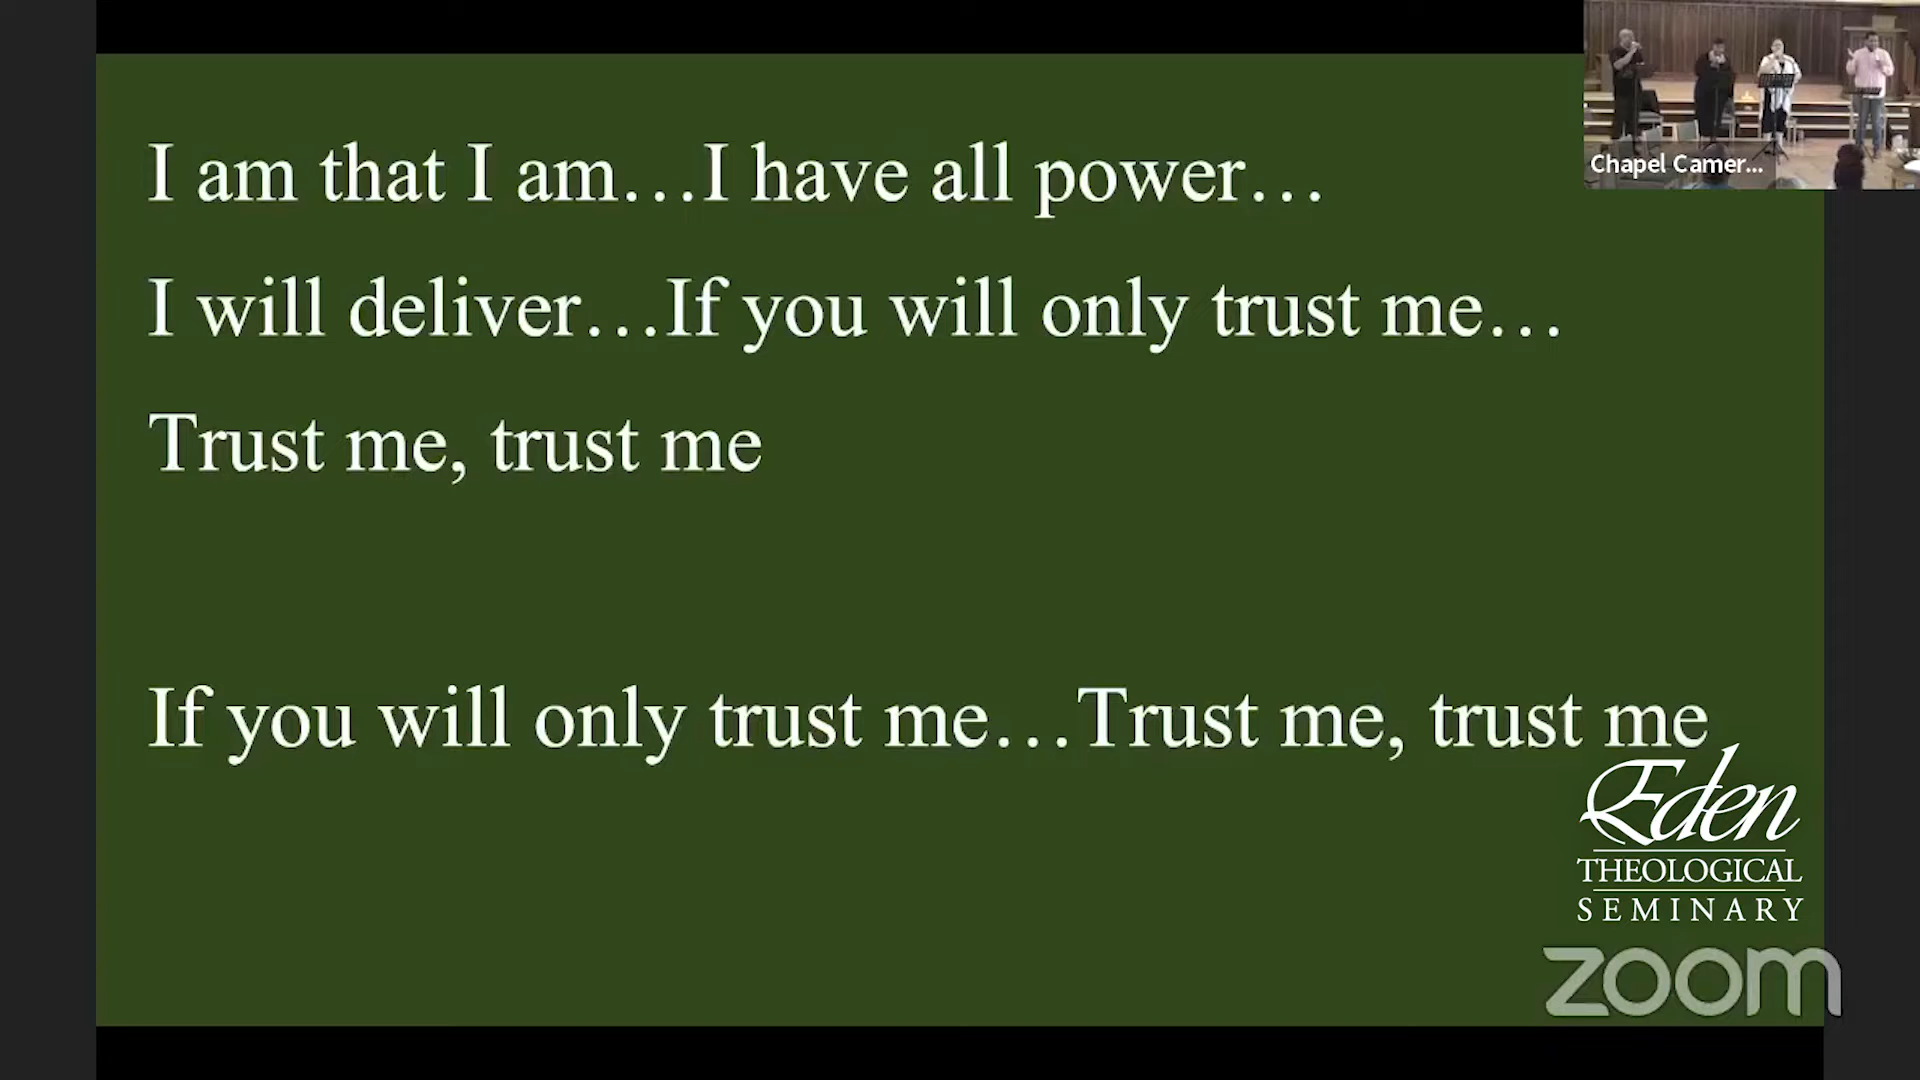 I am that I am…I have all power…
I will deliver…If you will only trust me…
Trust me, trust me
If you will only trust me…Trust me, trust me
Chapel Camer...
Eden
THEOLOGICAL
SEMINARY
zoom